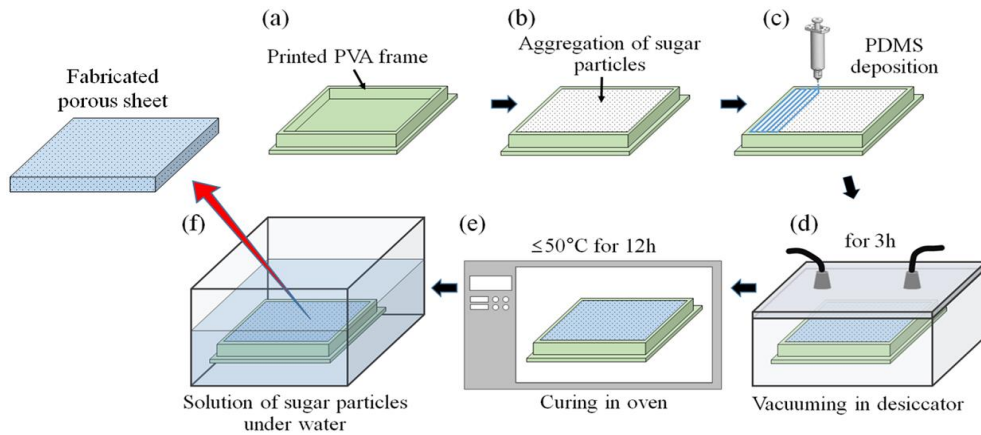 (a)
Printed PVA frame
(b)
Aggregation of sugar
particles
(c)
PDMS
deposition
Fabricated
porous sheet
(d)
for 3h
Vacuuming in desiccator
(e)
≤50°C for 12h
Curing in oven
(f)
Solution of sugar particles
under water